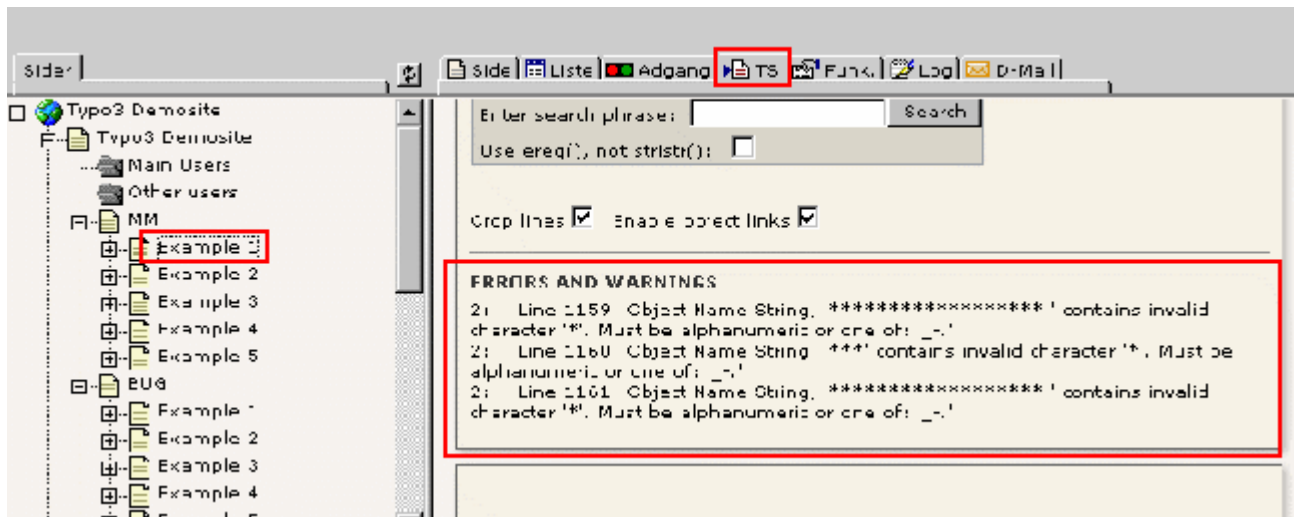 Sider
Side Liste Adgang TS Funk. Log D-Mail
Typo3 Demosite
Typo3 Demosite
Main Users
Other users
MM
Example 1
Example 2
Example 3
Example 4
Example 5
BUG
Example 1
Example 2
Example 3
Example 4
Enter search phrase: Search
Use ereg(), not stristr():
Crop lines Enable object links
ERRORS AND WARNINGS
2: Line 1159 Object Name String, '******************* ' contains invalid
character '*'. Must be alphanumeric or one of: '_-.'
2: Line 1160 Object Name String, '***' contains invalid character '*'. Must be
alphanumeric or one of: '_-.'
2: Line 1161 Object Name String, '******************* ' contains invalid
character '*'. Must be alphanumeric or one of: '_-.'